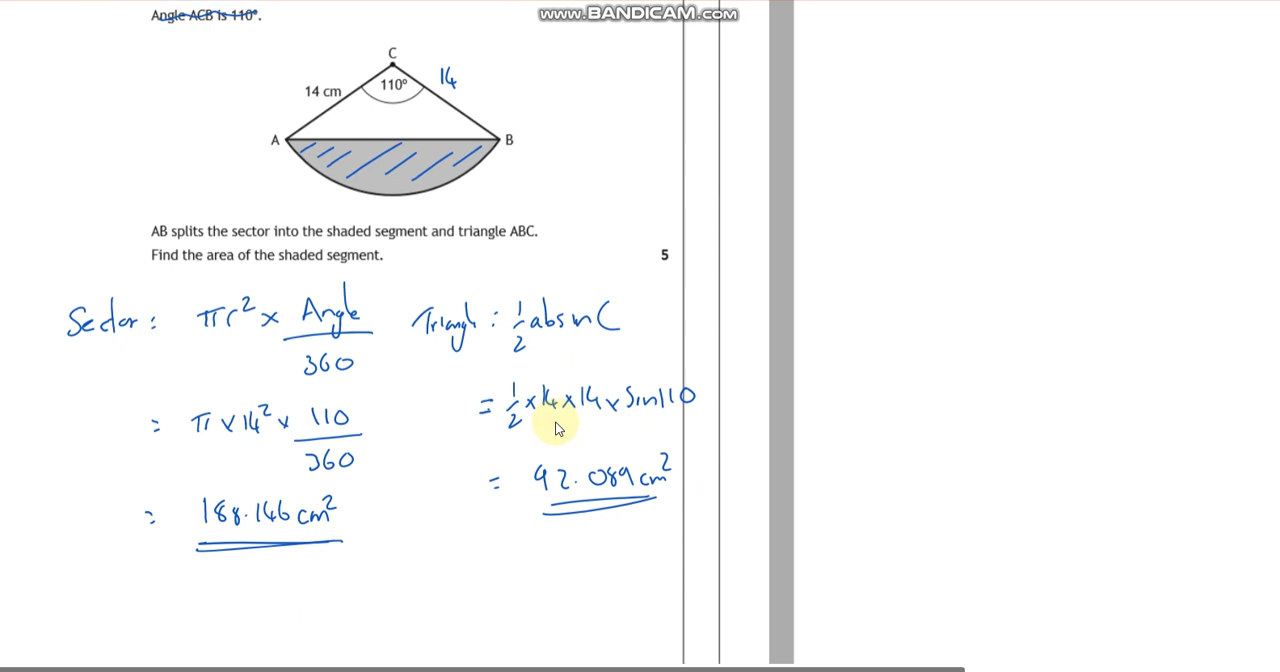 Angle ACB is 110°.
www.BANDICAM.com
C
14
110°
14 cm
A
B
AB splits the sector into the shaded segment and triangle ABC.
Find the area of the shaded segment.
5
Sector : πr² × Angle/360
Triangle : 1/2 absinC
= π × 14² × 110/360
= 1/2 × 14 × 14 × Sin110
= 188.146 cm²
= 92.089 cm²